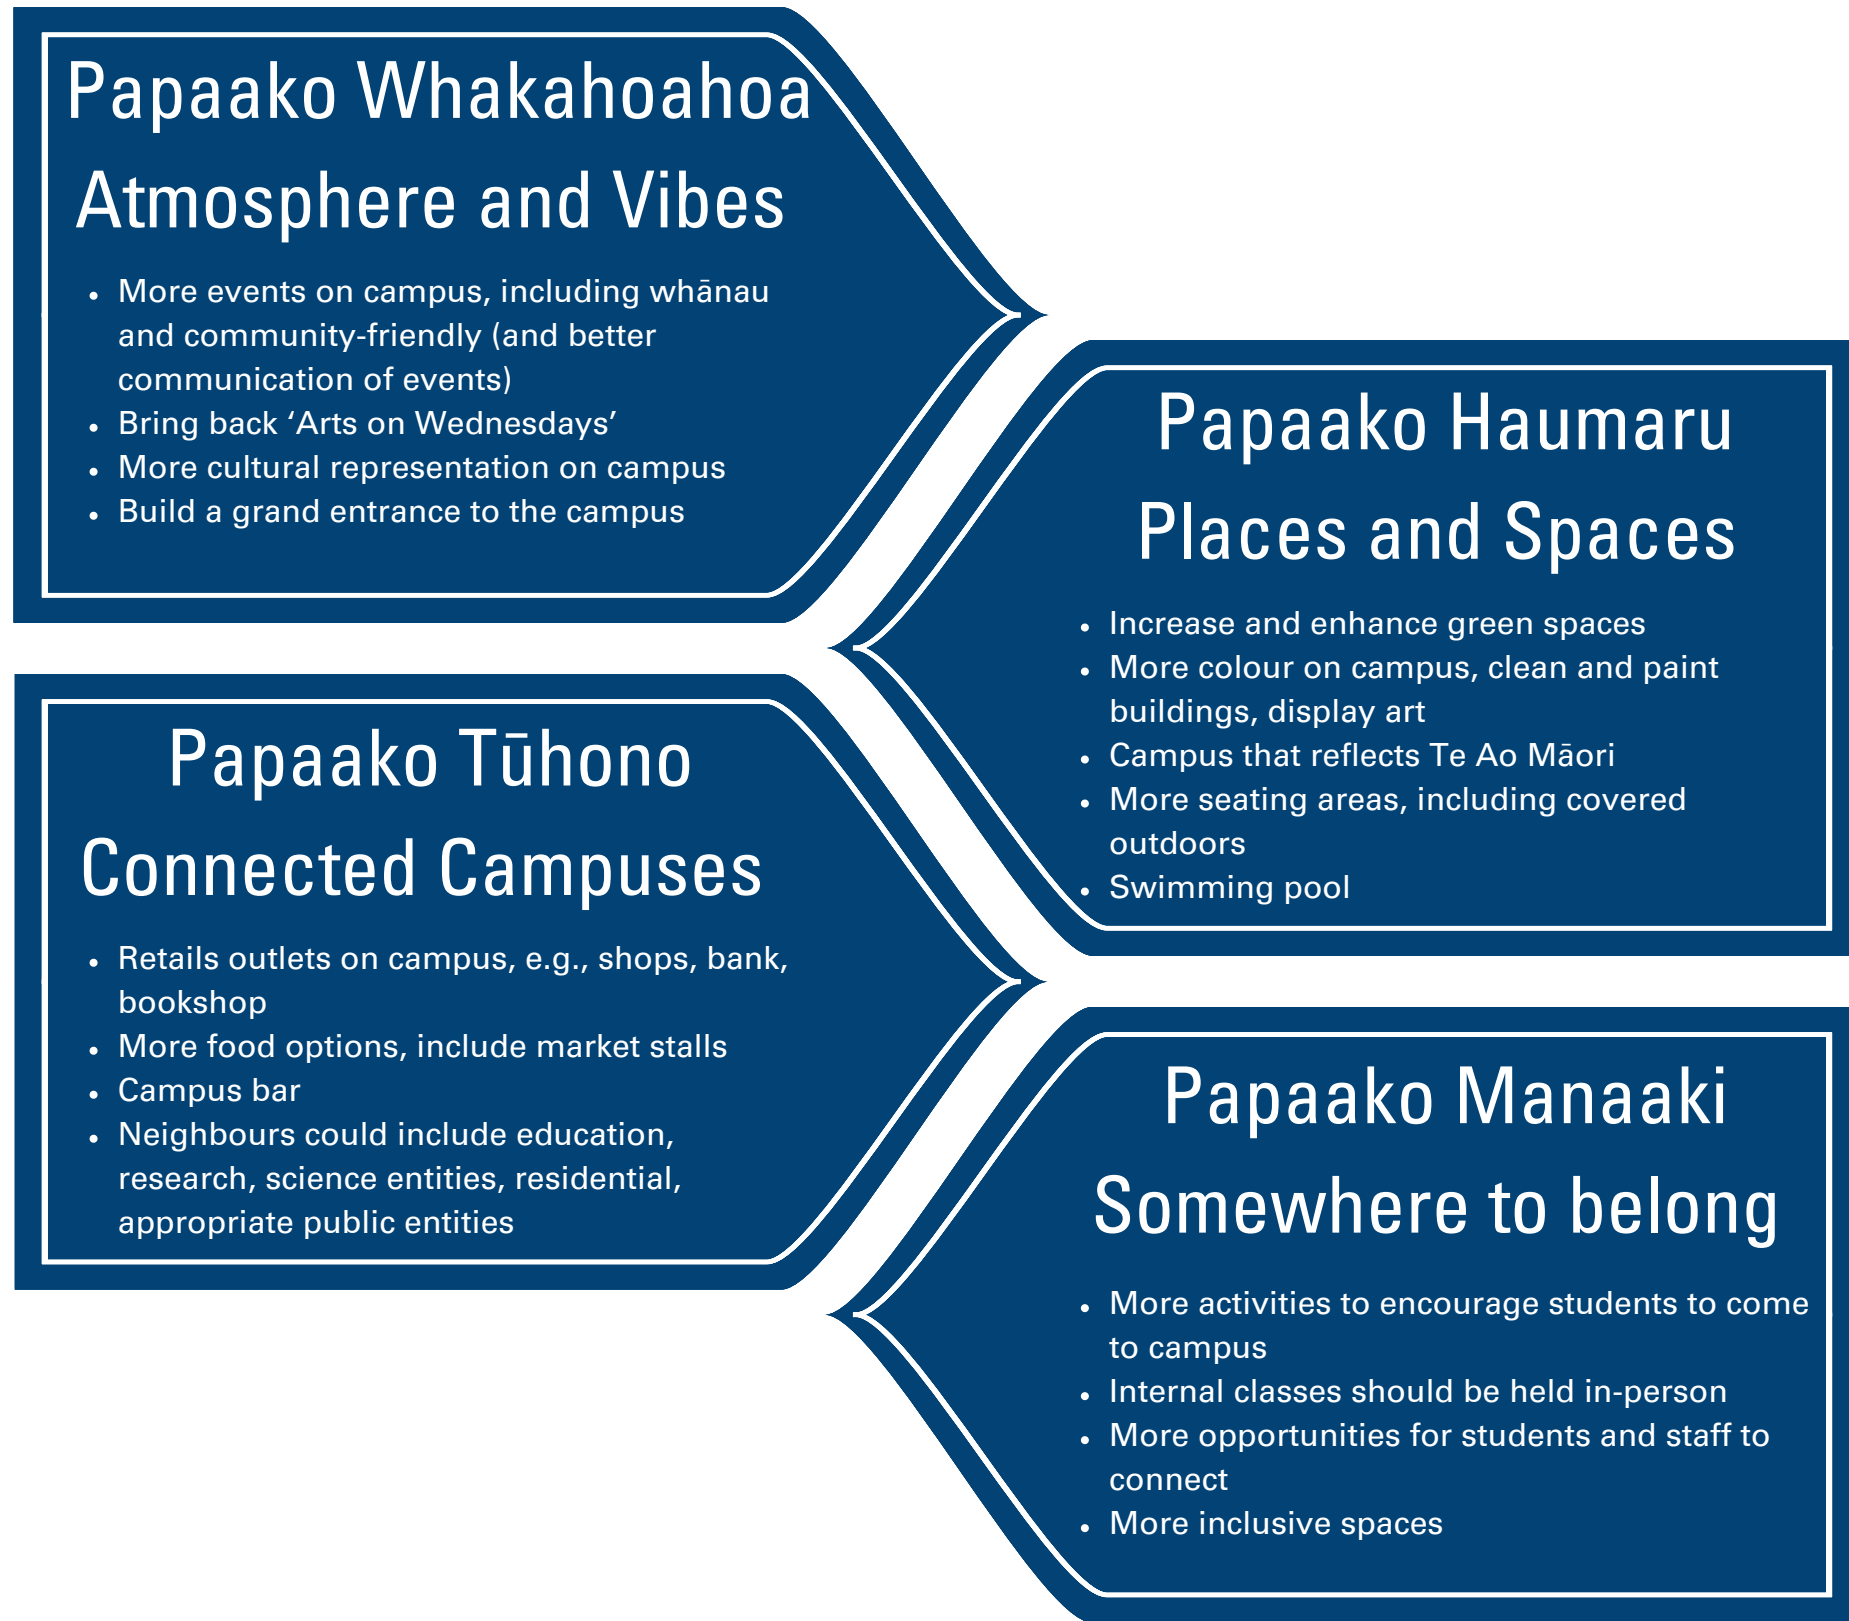 Papaako Whakahoahoa
Atmosphere and Vibes
• More events on campus, including whānau
and community-friendly (and better
communication of events)
• Bring back ‘Arts on Wednesdays’
• More cultural representation on campus
• Build a grand entrance to the campus
Papaako Haumaru
Places and Spaces
• Increase and enhance green spaces
• More colour on campus, clean and paint
buildings, display art
• Campus that reflects Te Ao Māori
• More seating areas, including covered
outdoors
• Swimming pool
Papaako Tūhono
Connected Campuses
• Retails outlets on campus, e.g., shops, bank,
bookshop
• More food options, include market stalls
• Campus bar
• Neighbours could include education,
research, science entities, residential,
appropriate public entities
Papaako Manaaki
Somewhere to belong
• More activities to encourage students to come
to campus
• Internal classes should be held in-person
• More opportunities for students and staff to
connect
• More inclusive spaces